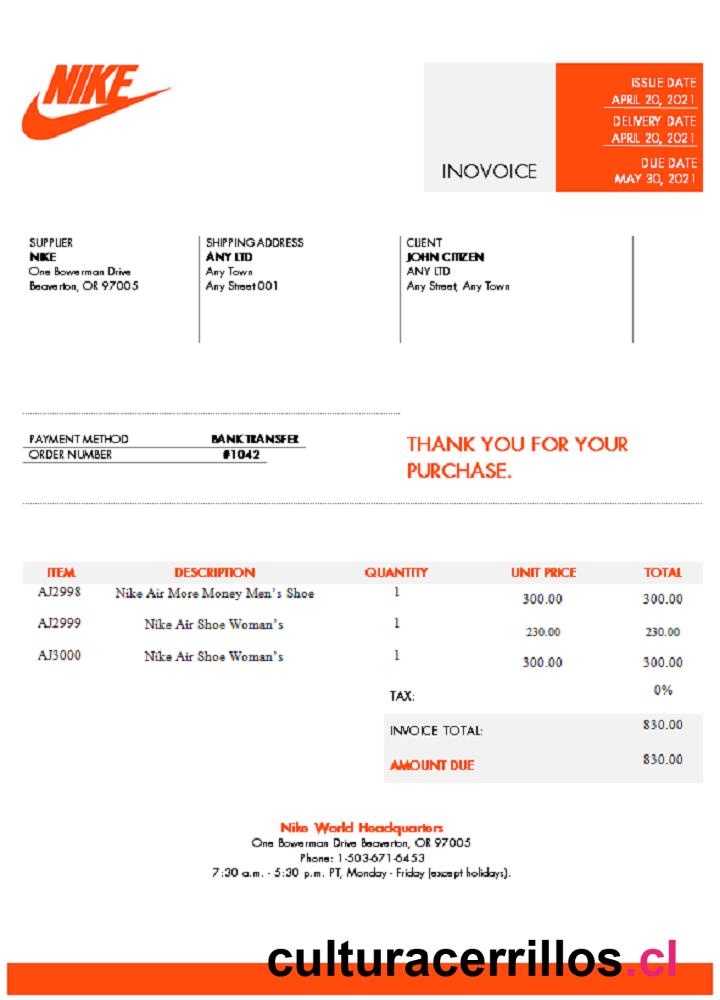 NIKE
ISSUE DATE
APRIL 20, 2021
DELIVERY DATE
APRIL 20, 2021
DUE DATE
MAY 30, 2021
INOVOICE
SUPPLIER
NIKE
One Bowerman Drive
Beaverton, OR 97005
SHIPPING ADDRESS
ANY LTD
Any Town
Any Street 001
CLIENT
JOHN CITIZEN
ANY LTD
Any Street, Any Town
PAYMENT METHOD BANK TRANSFER
ORDER NUMBER #1042
THANK YOU FOR YOUR
PURCHASE.
ITEM DESCRIPTION QUANTITY UNIT PRICE TOTAL
AJ2998 Nike Air More Money Men's Shoe 1 300.00 300.00
AJ2999 Nike Air Shoe Woman's 1 230.00 230.00
AJ3000 Nike Air Shoe Woman's 1 300.00 300.00
TAX: 0%
INVOICE TOTAL: 830.00
AMOUNT DUE 830.00
Nike World Headquarters
One Bowerman Drive Beaverton, OR 97005
Phone: 1-503-671-6453
7:30 a.m. - 5:30 p.m. PT, Monday - Friday (except holidays).
culturacerrillos.cl